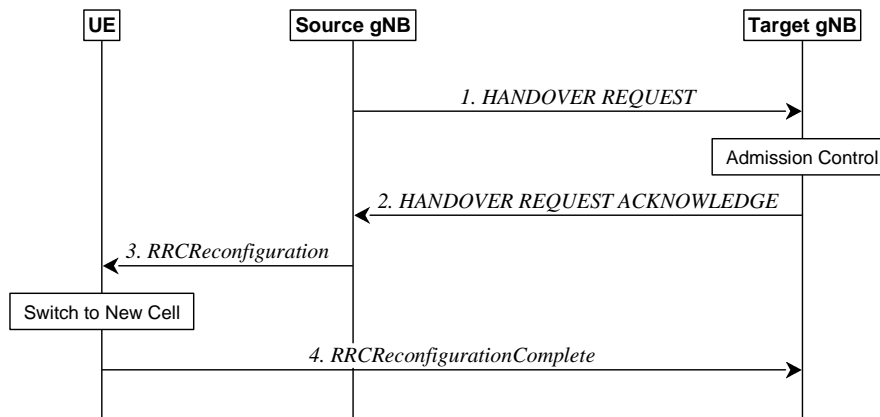 UE
Source gNB
Target gNB
1. HANDOVER REQUEST
Admission Control
2. HANDOVER REQUEST ACKNOWLEDGE
3. RRCReconfiguration
Switch to New Cell
4. RRCReconfigurationComplete